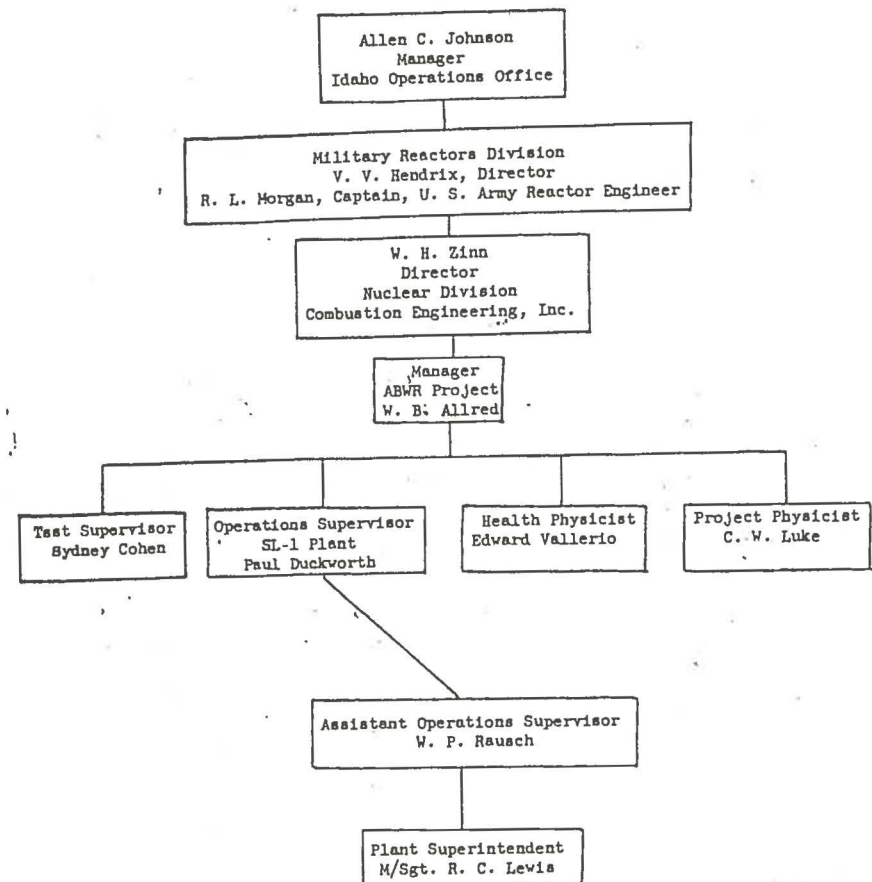 Allen C. Johnson
Manager
Idaho Operations Office
Military Reactors Division
V. V. Hendrix, Director
R. L. Morgan, Captain, U. S. Army Reactor Engineer
W. H. Zinn
Director
Nuclear Division
Combustion Engineering, Inc.
Manager
ABWR Project
W. B. Allred
Test Supervisor
Sydney Cohen
Operations Supervisor
SL-1 Plant
Paul Duckworth
Health Physicist
Edward Vallerio
Project Physicist
C. W. Luke
Assistant Operations Supervisor
W. P. Rausch
Plant Superintendent
M/Sgt. R. C. Lewis